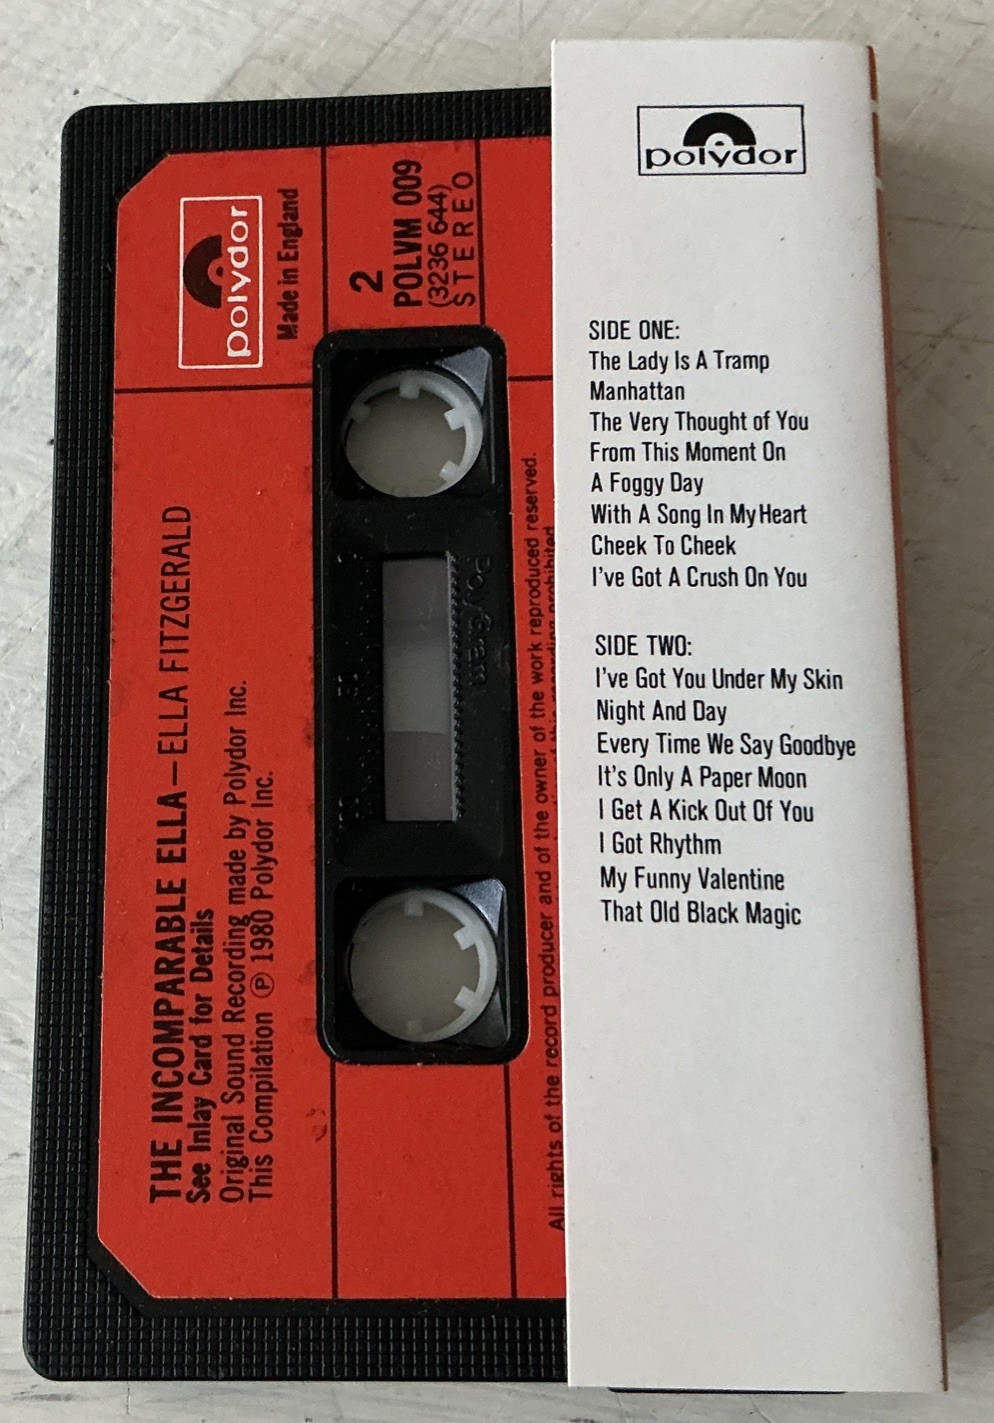 polydor
Made in England
2
POLVM 009
(3236 644)
STEREO
THE INCOMPARABLE ELLA—ELLA FITZGERALD
See Inlay Card for Details
Original Sound Recording made by Polydor Inc.
This Compilation ℗ 1980 Polydor Inc.
PolyGram
All rights of the record producer and of the owner of the work reproduced reserved.
prohibited
polydor
SIDE ONE:
The Lady Is A Tramp
Manhattan
The Very Thought of You
From This Moment On
A Foggy Day
With A Song In My Heart
Cheek To Cheek
I've Got A Crush On You
SIDE TWO:
I've Got You Under My Skin
Night And Day
Every Time We Say Goodbye
It's Only A Paper Moon
I Get A Kick Out Of You
I Got Rhythm
My Funny Valentine
That Old Black Magic